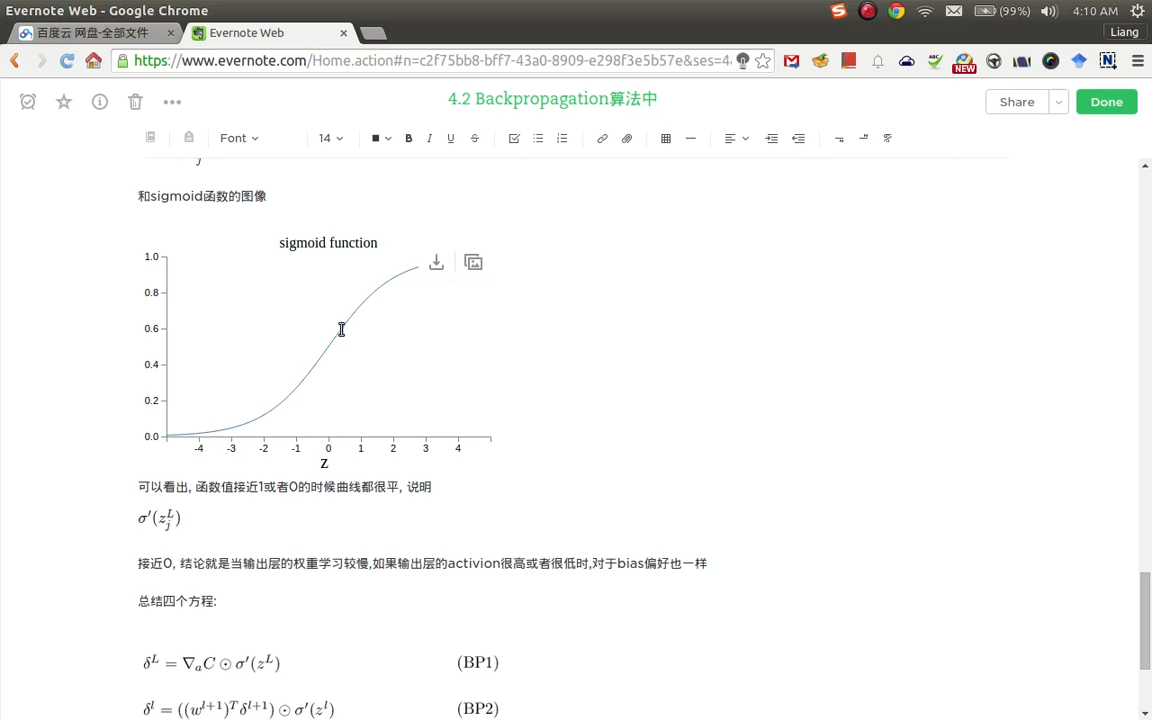 Evernote Web - Google Chrome
(99%) 4:10 AM
百度云 网盘-全部文件 × Evernote Web × Liang
https://www.evernote.com/Home.action#n=c2f75bb8-bff7-43a0-8909-e298f3e5b57e&ses=4
NEW
4.2 Backpropagation算法中
Share Done
Font 14 B I U S
j
和sigmoid函数的图像
sigmoid function
1.0
0.8
0.6
0.4
0.2
0.0
-4 -3 -2 -1 0 1 2 3 4
z
可以看出, 函数值接近1或者0的时候曲线都很平, 说明
σ′(z_j^L)
接近0, 结论就是当输出层的权重学习较慢,如果输出层的activion很高或者很低时,对于bias偏好也一样
总结四个方程:
δ^L = ∇_a C ⊙ σ′(z^L) (BP1)
δ^l = ((w^{l+1})^T δ^{l+1}) ⊙ σ′(z^l) (BP2)